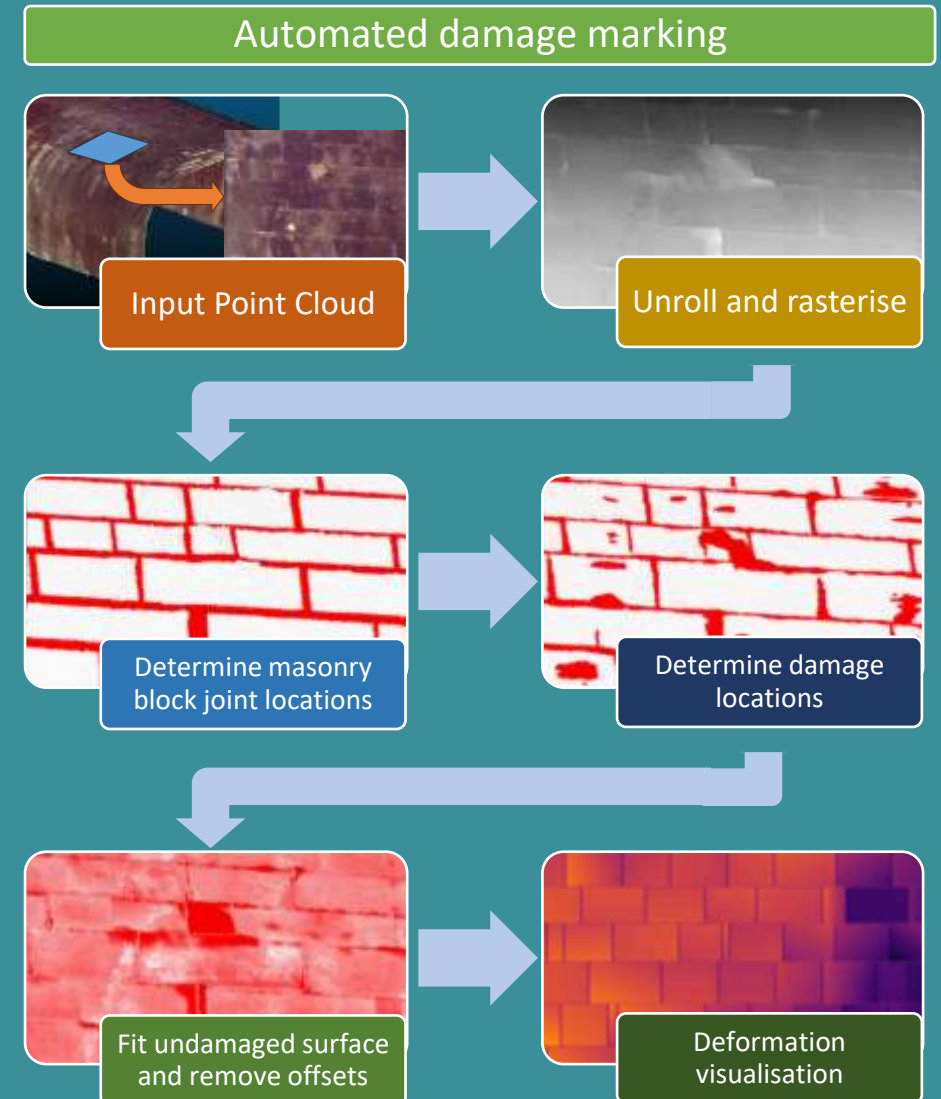 Automated damage marking
Input Point Cloud
Unroll and rasterise
Determine masonry
block joint locations
Determine damage
locations
Fit undamaged surface
and remove offsets
Deformation
visualisation